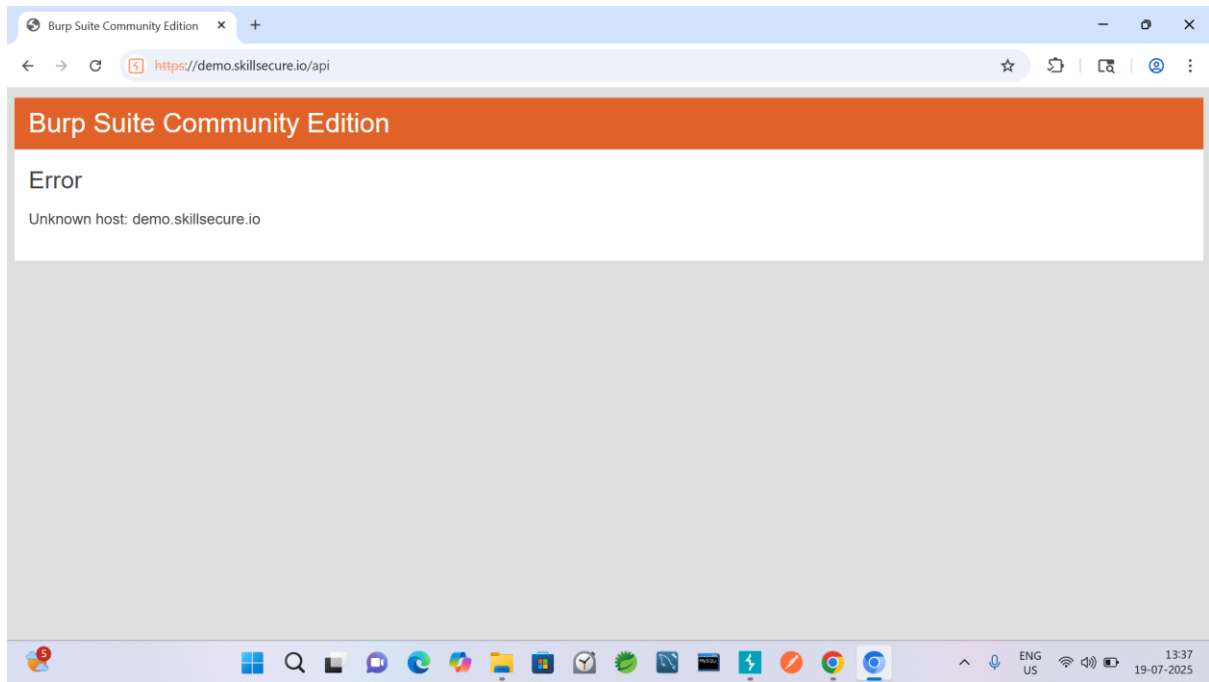 Burp Suite Community Edition
https://demo.skillsecure.io/api
Burp Suite Community Edition
Error
Unknown host: demo.skillsecure.io
5
MySQL
ENG
US
13:37
19-07-2025